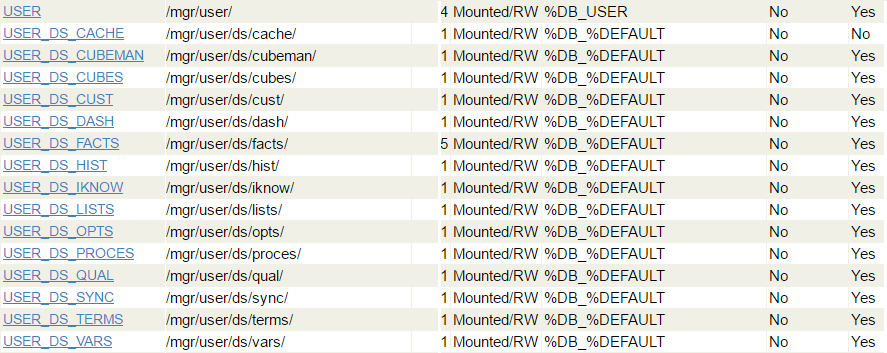 USER /mgr/user/ 4 Mounted/RW %DB_USER No Yes
USER_DS_CACHE /mgr/user/ds/cache/ 1 Mounted/RW %DB_%DEFAULT No No
USER_DS_CUBEMAN /mgr/user/ds/cubeman/ 1 Mounted/RW %DB_%DEFAULT No Yes
USER_DS_CUBES /mgr/user/ds/cubes/ 1 Mounted/RW %DB_%DEFAULT No Yes
USER_DS_CUST /mgr/user/ds/cust/ 1 Mounted/RW %DB_%DEFAULT No Yes
USER_DS_DASH /mgr/user/ds/dash/ 1 Mounted/RW %DB_%DEFAULT No Yes
USER_DS_FACTS /mgr/user/ds/facts/ 5 Mounted/RW %DB_%DEFAULT No Yes
USER_DS_HIST /mgr/user/ds/hist/ 1 Mounted/RW %DB_%DEFAULT No Yes
USER_DS_IKNOW /mgr/user/ds/iknow/ 1 Mounted/RW %DB_%DEFAULT No Yes
USER_DS_LISTS /mgr/user/ds/lists/ 1 Mounted/RW %DB_%DEFAULT No Yes
USER_DS_OPTS /mgr/user/ds/opts/ 1 Mounted/RW %DB_%DEFAULT No Yes
USER_DS_PROCES /mgr/user/ds/proces/ 1 Mounted/RW %DB_%DEFAULT No Yes
USER_DS_QUAL /mgr/user/ds/qual/ 1 Mounted/RW %DB_%DEFAULT No Yes
USER_DS_SYNC /mgr/user/ds/sync/ 1 Mounted/RW %DB_%DEFAULT No Yes
USER_DS_TERMS /mgr/user/ds/terms/ 1 Mounted/RW %DB_%DEFAULT No Yes
USER_DS_VARS /mgr/user/ds/vars/ 1 Mounted/RW %DB_%DEFAULT No Yes